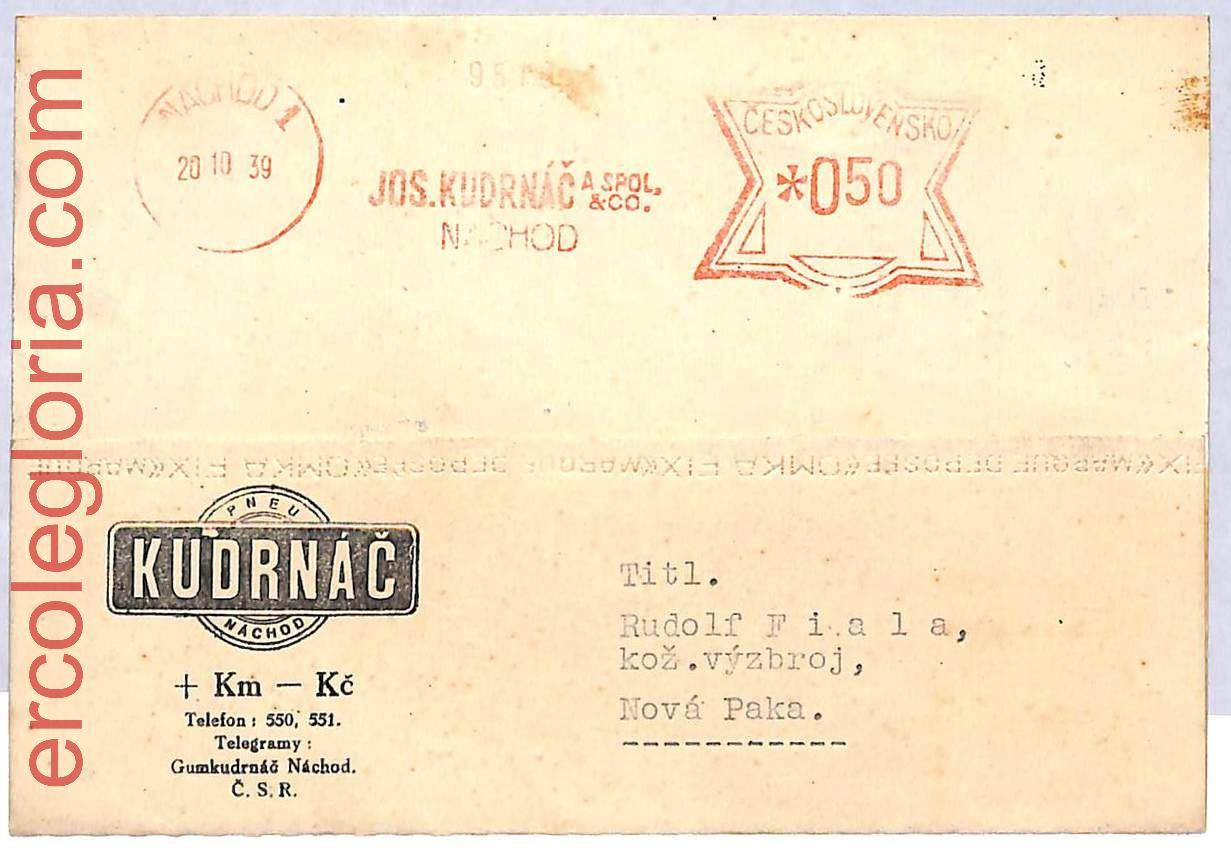 ercolegloria.com
NÁCHOD 1
20 10 39
JOS. KUDRNÁČ A SPOL.
& CO.
NÁCHOD
ČESKOSLOVENSKO
*050
PNEU
KUDRNÁČ
NÁCHOD
+ Km — Kč
Telefon: 550, 551.
Telegramy:
Gumkudrnáč Náchod.
Č. S. R.
Titl.
Rudolf F i a l a,
kož.výzbroj,
Nová Paka.